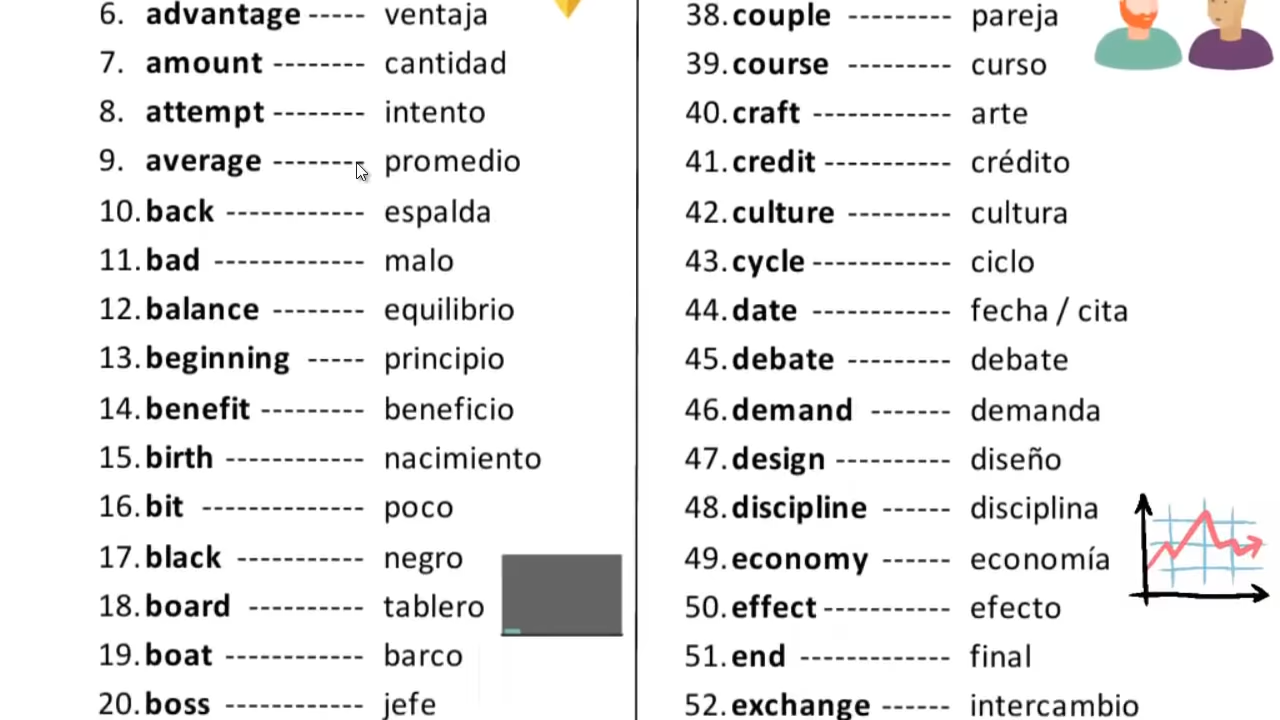 6. advantage ----- ventaja
7. amount -------- cantidad
8. attempt -------- intento
9. average -------- promedio
10. back ------------ espalda
11. bad ------------- malo
12. balance -------- equilibrio
13. beginning ----- principio
14. benefit --------- beneficio
15. birth ------------ nacimiento
16. bit -------------- poco
17. black ----------- negro
18. board ---------- tablero
19. boat ------------ barco
20. boss ------------ jefe
38. couple --------- pareja
39. course --------- curso
40. craft ------------ arte
41. credit ----------- crédito
42. culture --------- cultura
43. cycle ------------ ciclo
44. date ------------ fecha / cita
45. debate --------- debate
46. demand ------- demanda
47. design ---------- diseño
48. discipline ------ disciplina
49. economy ------ economía
50. effect ----------- efecto
51. end ------------- final
52. exchange ------ intercambio